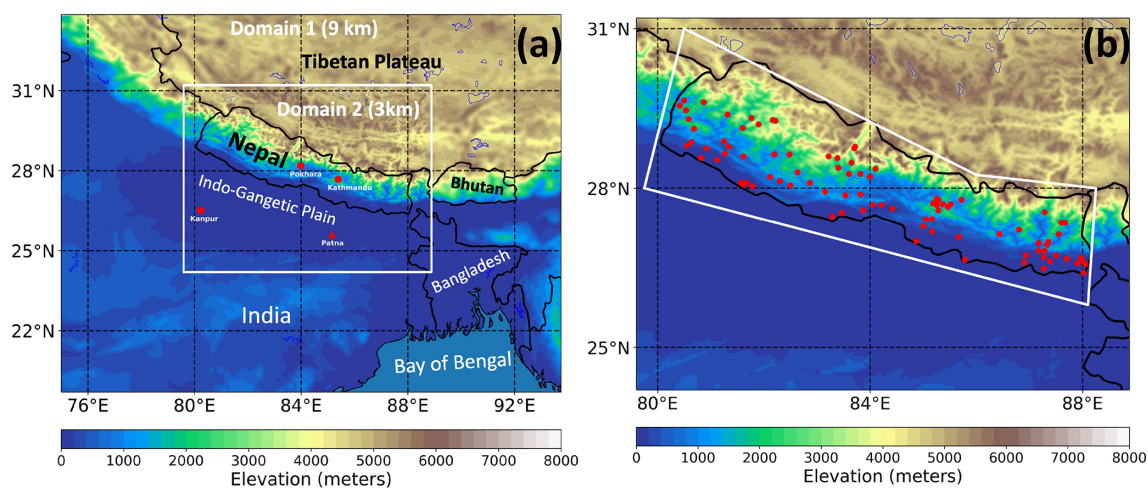 Domain 1 (9 km)
(a)
Tibetan Plateau
Domain 2 (3km)
Nepal
Pokhara
Kathmandu
Bhutan
Indo-Gangetic Plain
Kanpur
Patna
Bangladesh
India
Bay of Bengal
31°N
28°N
25°N
22°N
76°E 80°E 84°E 88°E 92°E
0 1000 2000 3000 4000 5000 6000 7000 8000
Elevation (meters)
(b)
31°N
28°N
25°N
80°E 84°E 88°E
0 1000 2000 3000 4000 5000 6000 7000 8000
Elevation (meters)